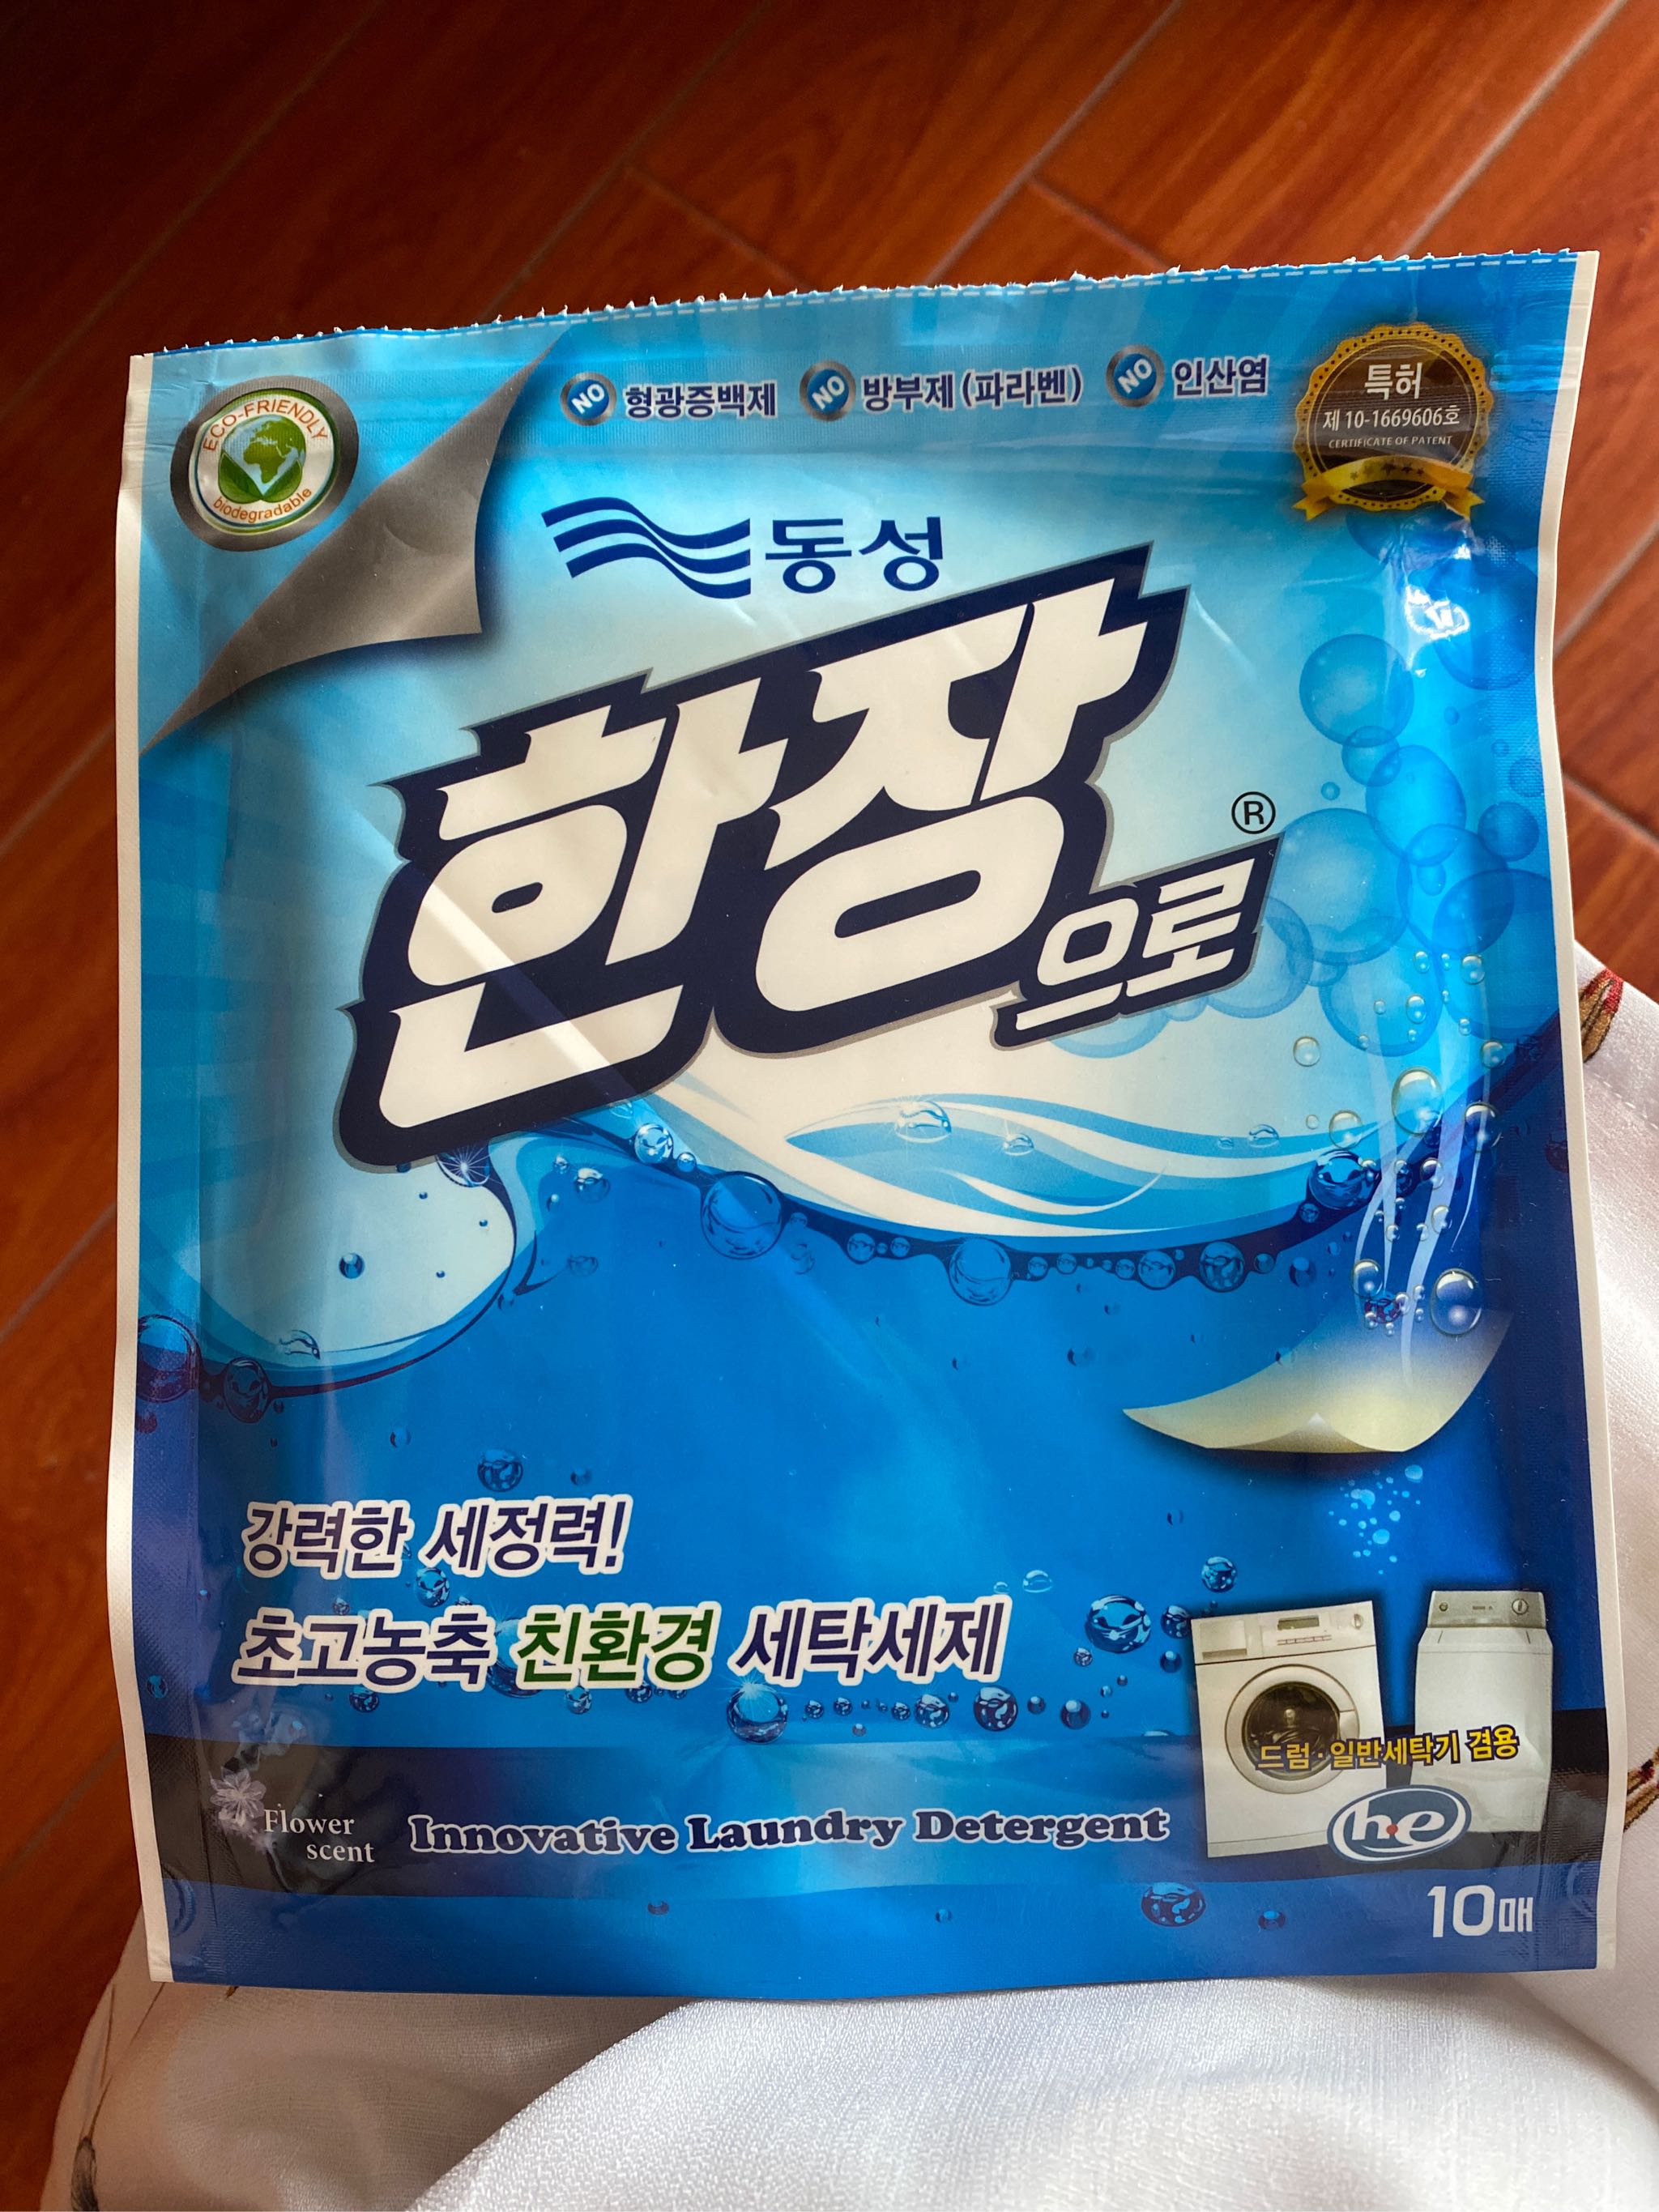 ECO-FRIENDLY
biodegradable
NO 형광증백제 NO 방부제 (파라벤) NO 인산염
특허
제 10-1669606호
CERTIFICATE OF PATENT
동성
한장으로®
강력한 세정력!
초고농축 친환경 세탁세제
드럼·일반세탁기 겸용
he
Flower
scent
Innovative Laundry Detergent
10매